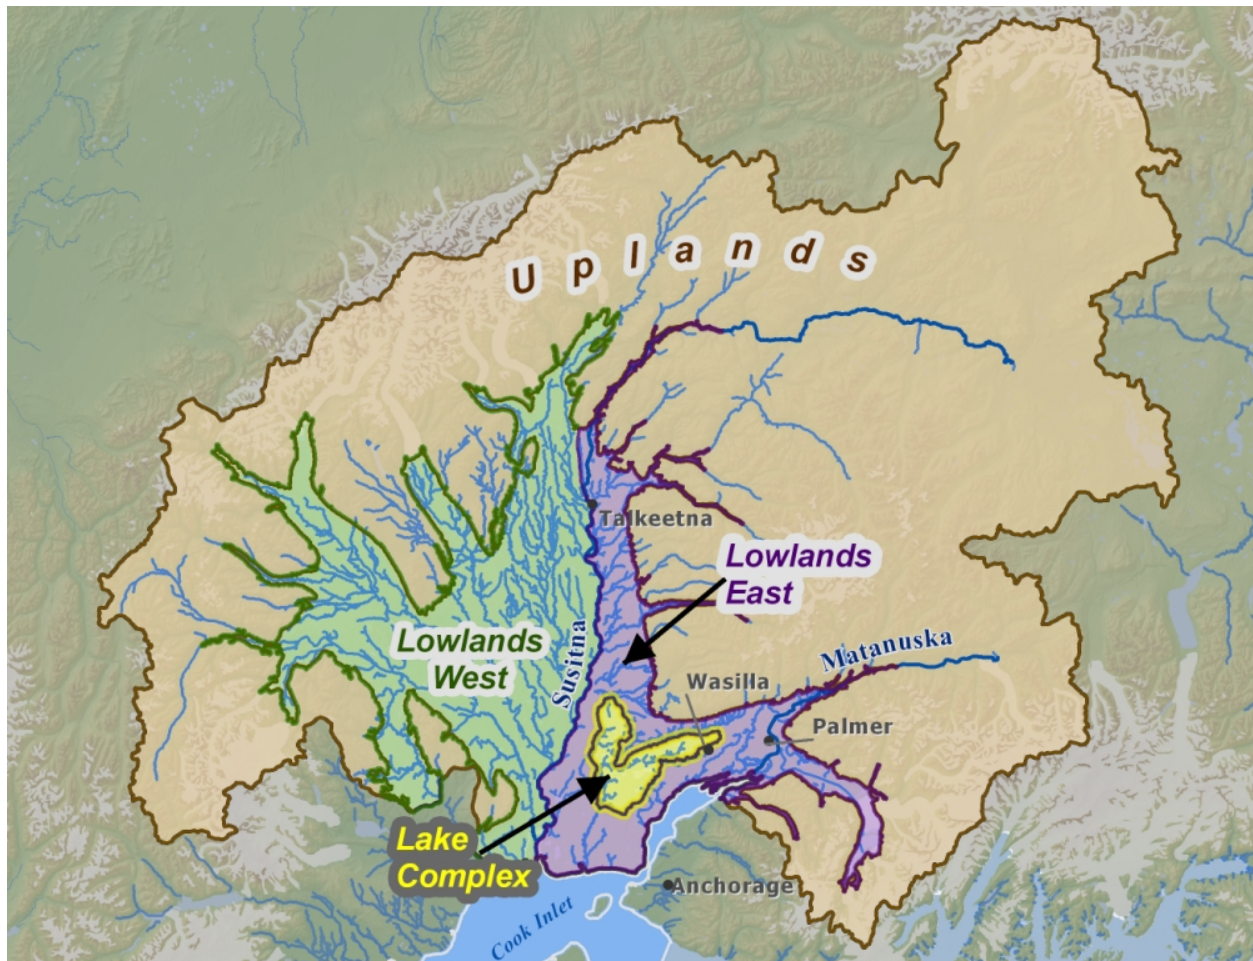 Uplands
Talkeetna
Lowlands
East
Lowlands
West
Susitna
Matanuska
Wasilla
Palmer
Lake
Complex
Anchorage
Cook Inlet